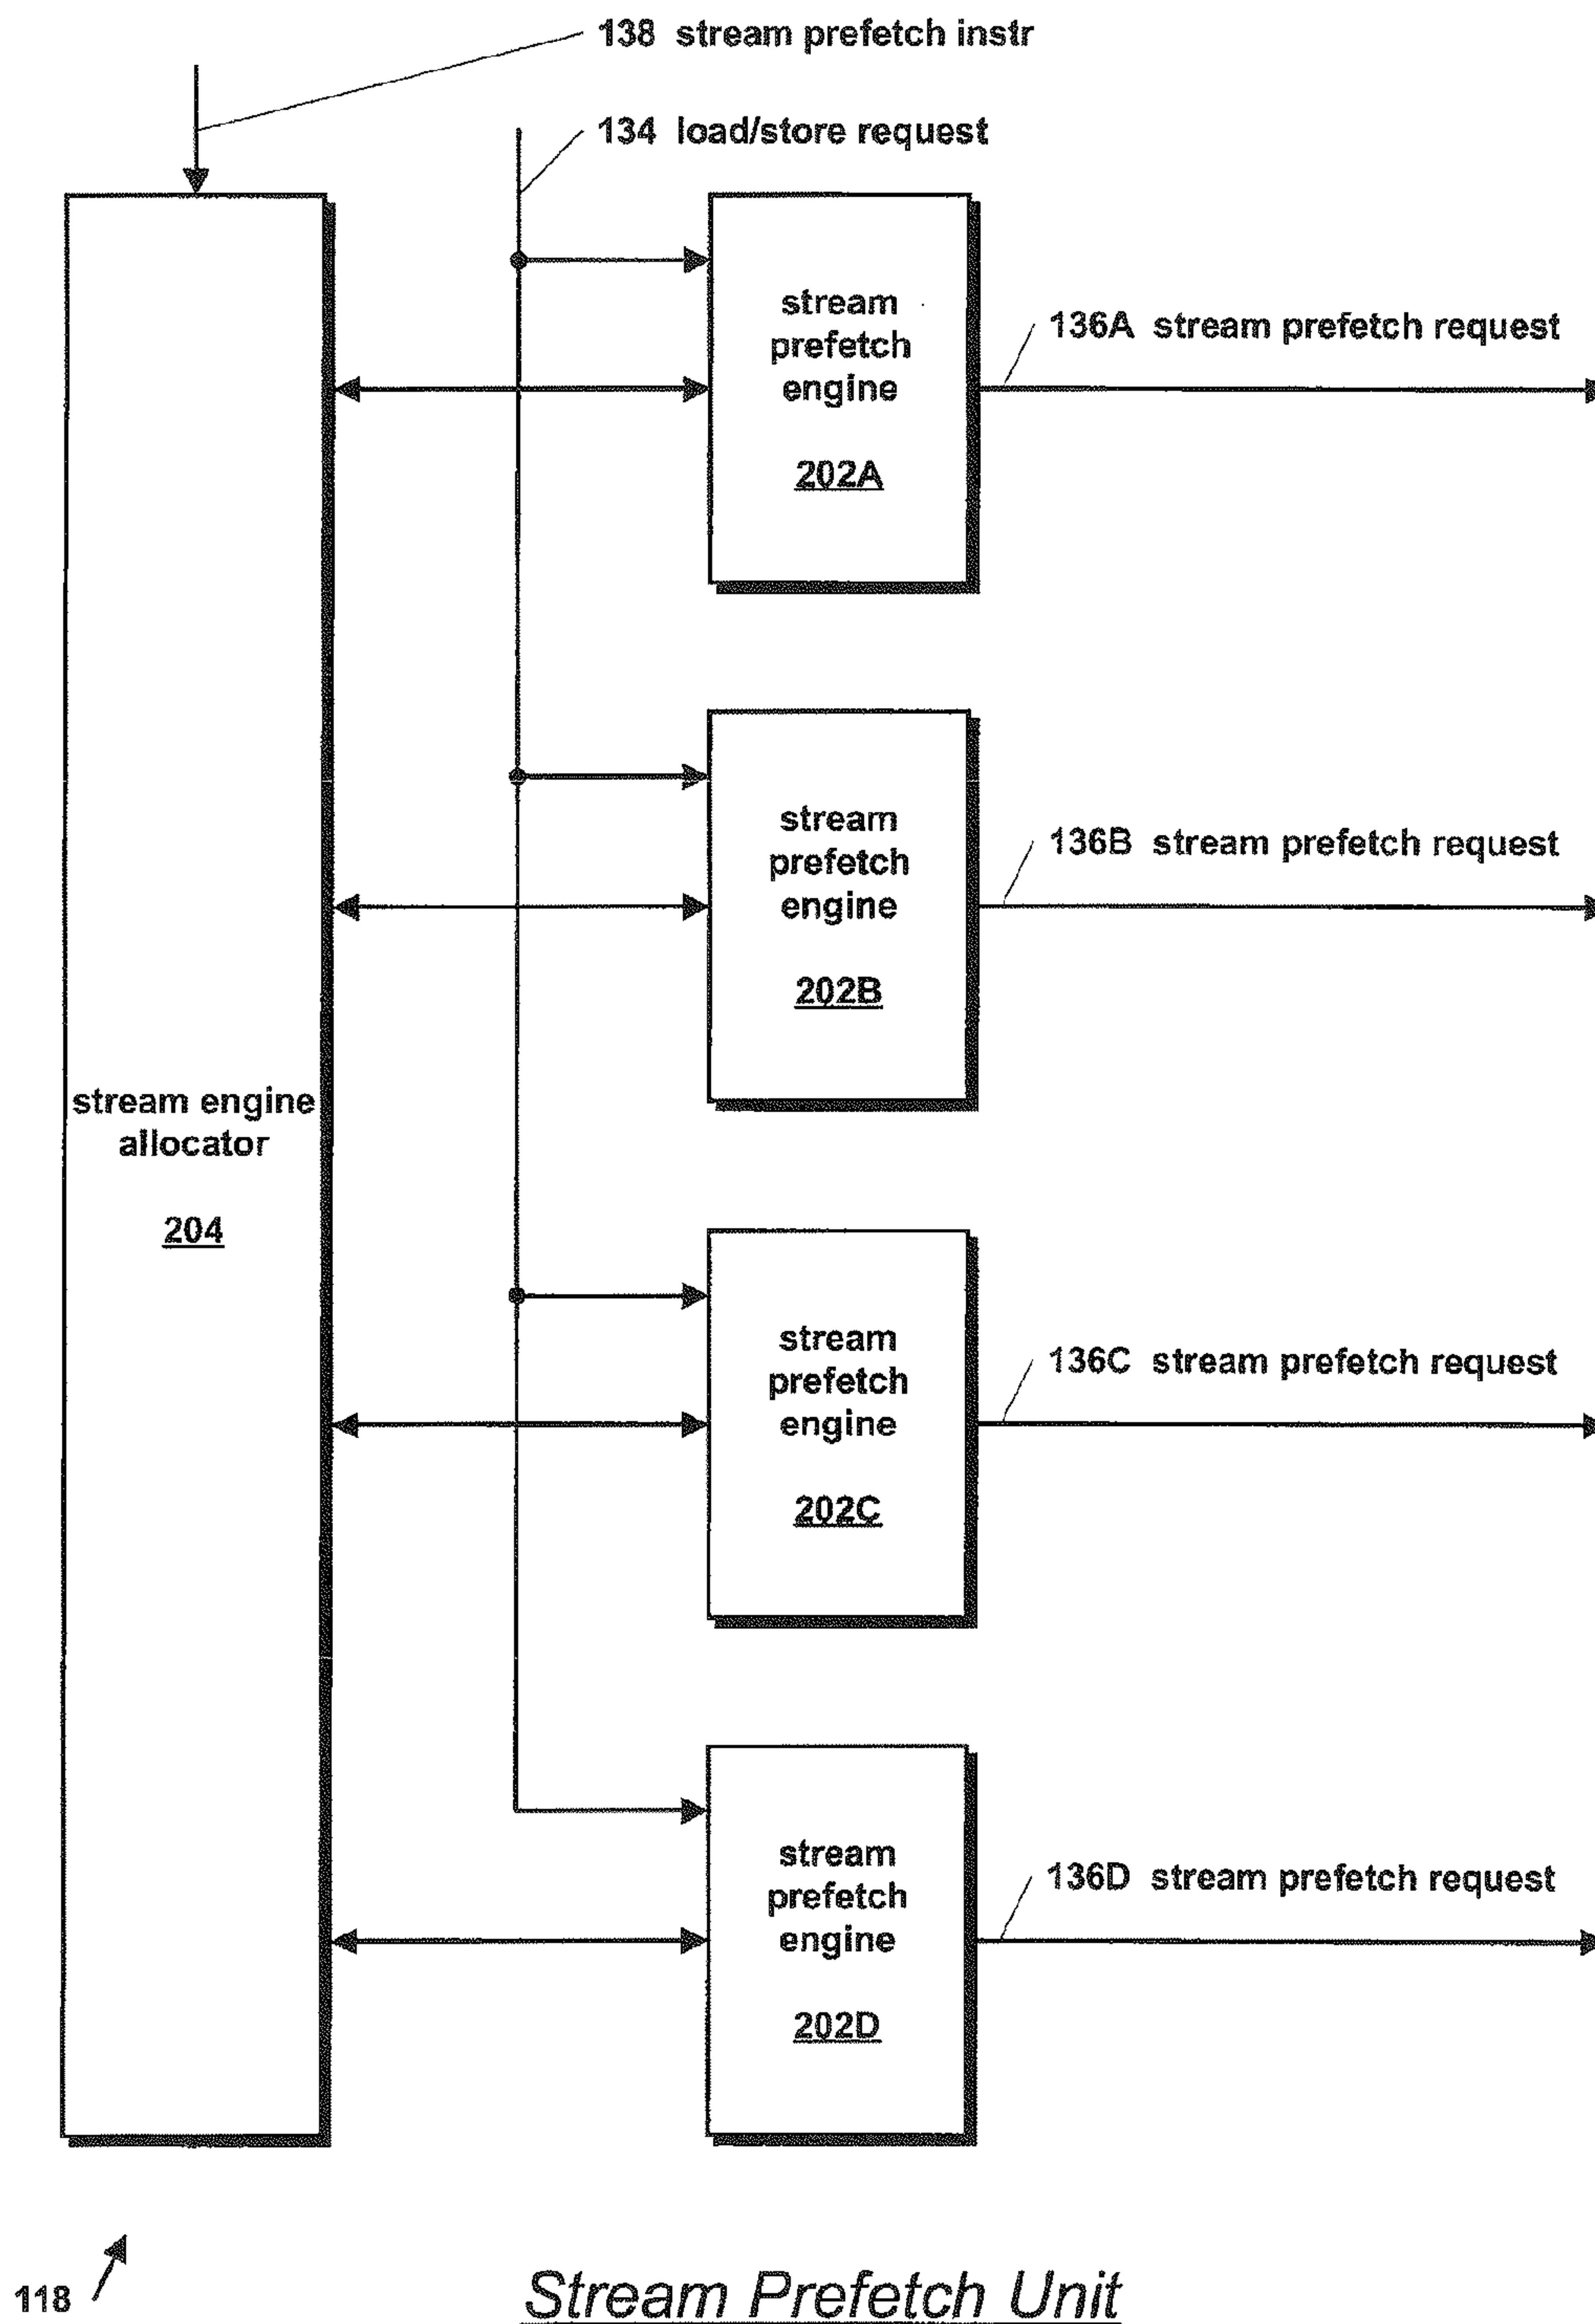 138 stream prefetch instr
134 load/store request
stream
prefetch
engine
202A
136A stream prefetch request
stream
prefetch
engine
202B
136B stream prefetch request
stream engine
allocator
204
stream
prefetch
engine
202C
136C stream prefetch request
stream
prefetch
engine
202D
136D stream prefetch request
118
Stream Prefetch Unit